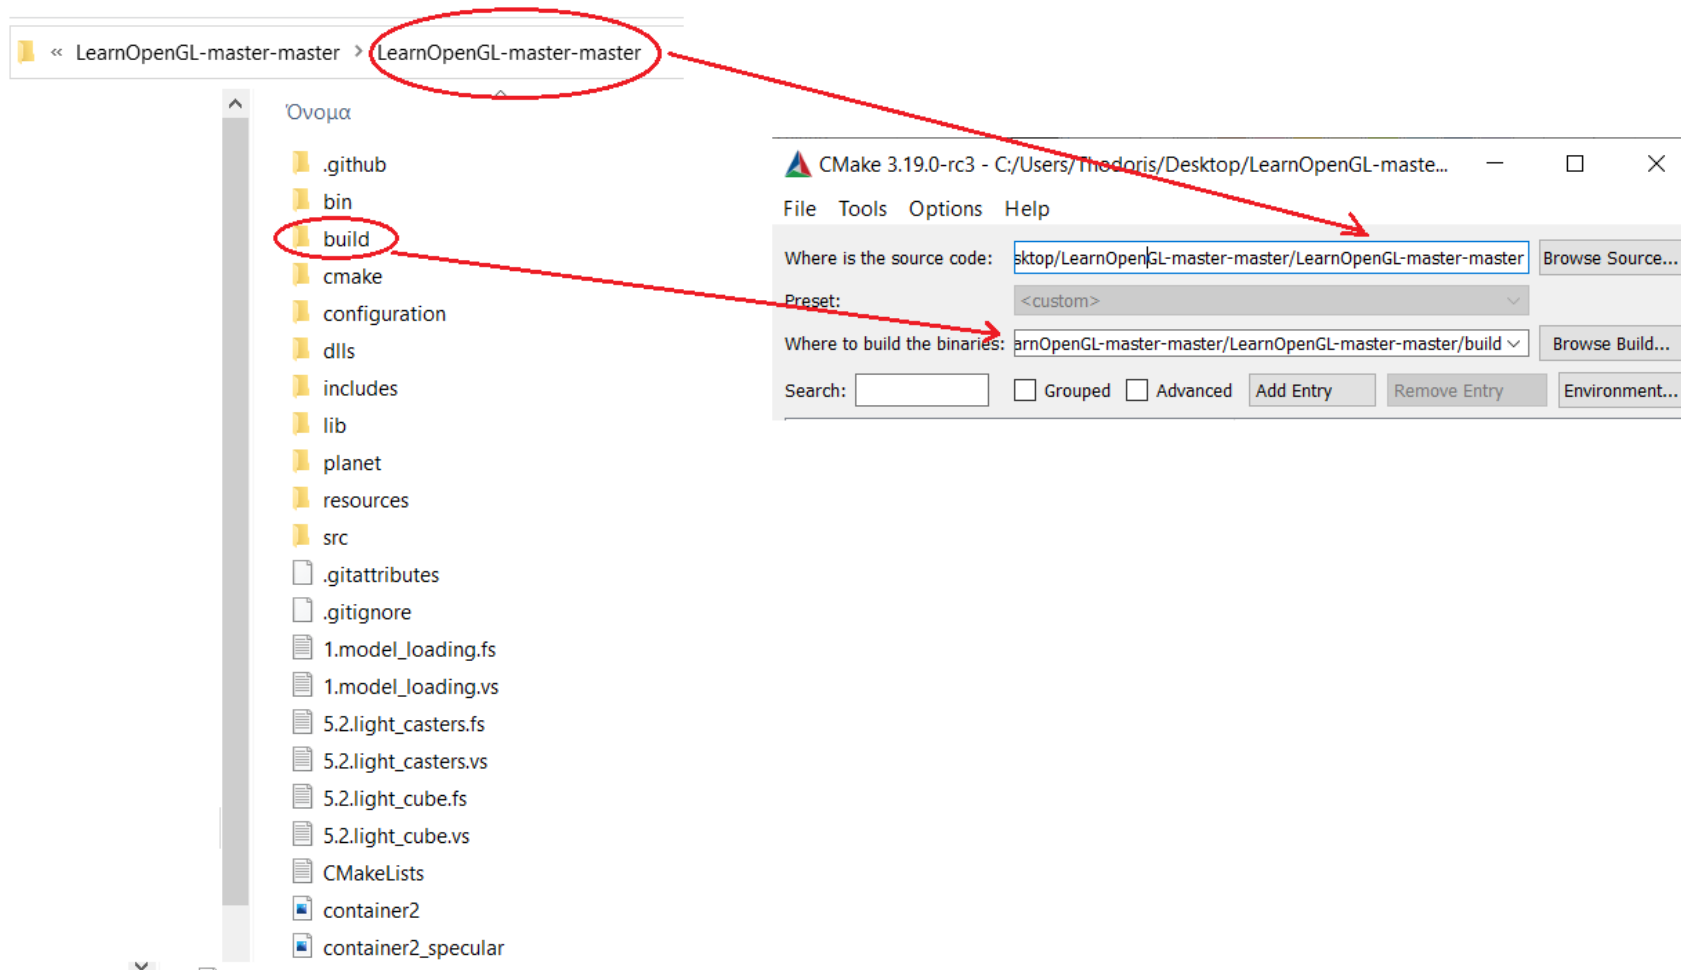 « LearnOpenGL-master-master > LearnOpenGL-master-master
Όνομα
.github
bin
build
cmake
configuration
dlls
includes
lib
planet
resources
src
.gitattributes
.gitignore
1.model_loading.fs
1.model_loading.vs
5.2.light_casters.fs
5.2.light_casters.vs
5.2.light_cube.fs
5.2.light_cube.vs
CMakeLists
container2
container2_specular
CMake 3.19.0-rc3 - C:/Users/Thodoris/Desktop/LearnOpenGL-maste...
File Tools Options Help
Where is the source code: sktop/LearnOpenGL-master-master/LearnOpenGL-master-master Browse Source...
Preset: <custom>
Where to build the binaries: arnOpenGL-master-master/LearnOpenGL-master-master/build Browse Build...
Search: Grouped Advanced Add Entry Remove Entry Environment...